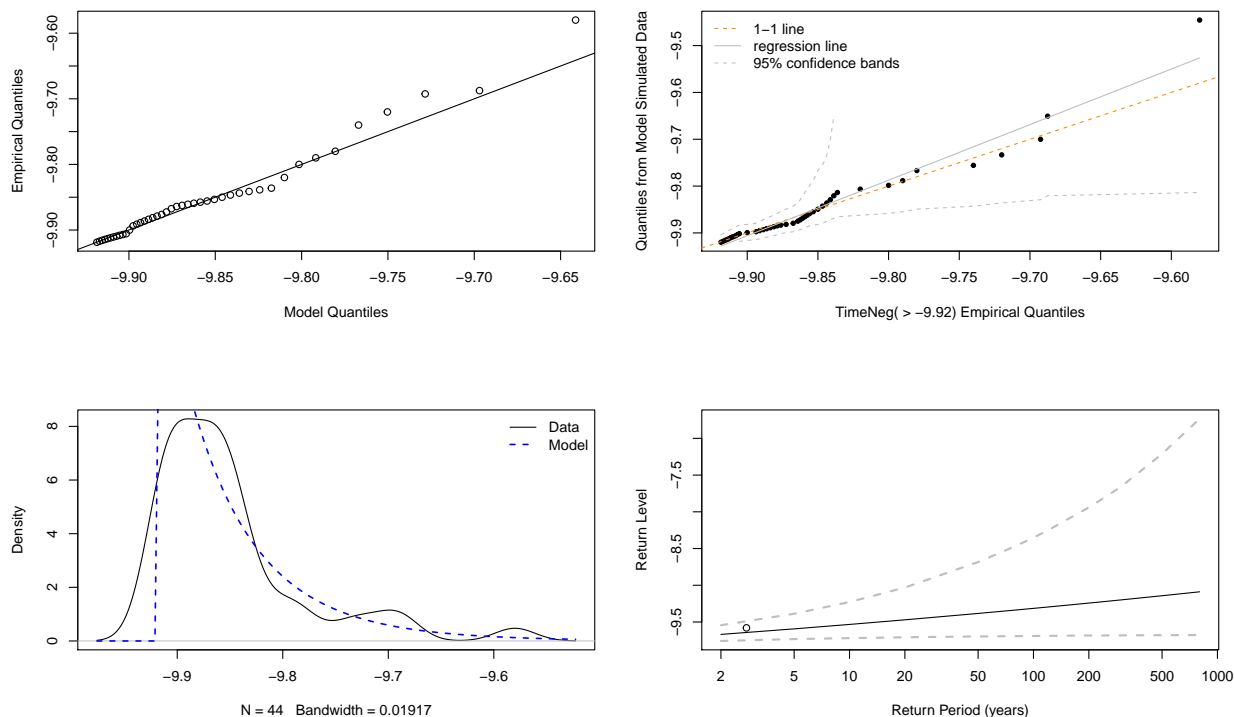 Empirical Quantiles
−9.90 −9.80 −9.70 −9.60
−9.90 −9.85 −9.80 −9.75 −9.70 −9.65
Model Quantiles
Quantiles from Model Simulated Data
−9.9 −9.8 −9.7 −9.6 −9.5
1−1 line
regression line
95% confidence bands
−9.90 −9.85 −9.80 −9.75 −9.70 −9.65 −9.60
TimeNeg( > −9.92) Empirical Quantiles
Density
0 2 4 6 8
Data
Model
−9.9 −9.8 −9.7 −9.6
N = 44 Bandwidth = 0.01917
Return Level
−9.5 −8.5 −7.5
2 5 10 20 50 100 200 500 1000
Return Period (years)